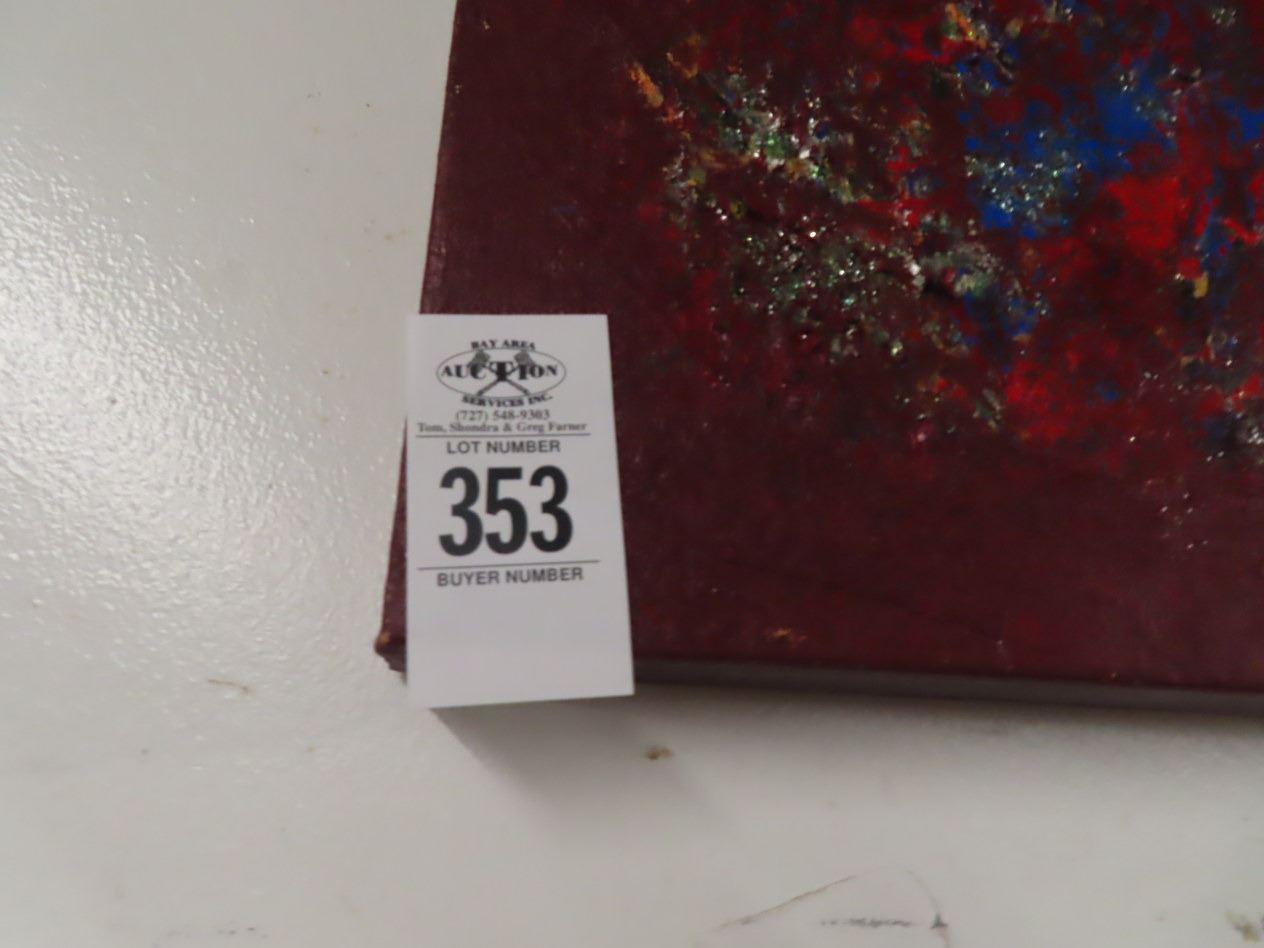 BAY AREA
AUCTION
SERVICES INC.
(727) 548-9303
Tom, Shondra & Greg Farner
LOT NUMBER
353
BUYER NUMBER